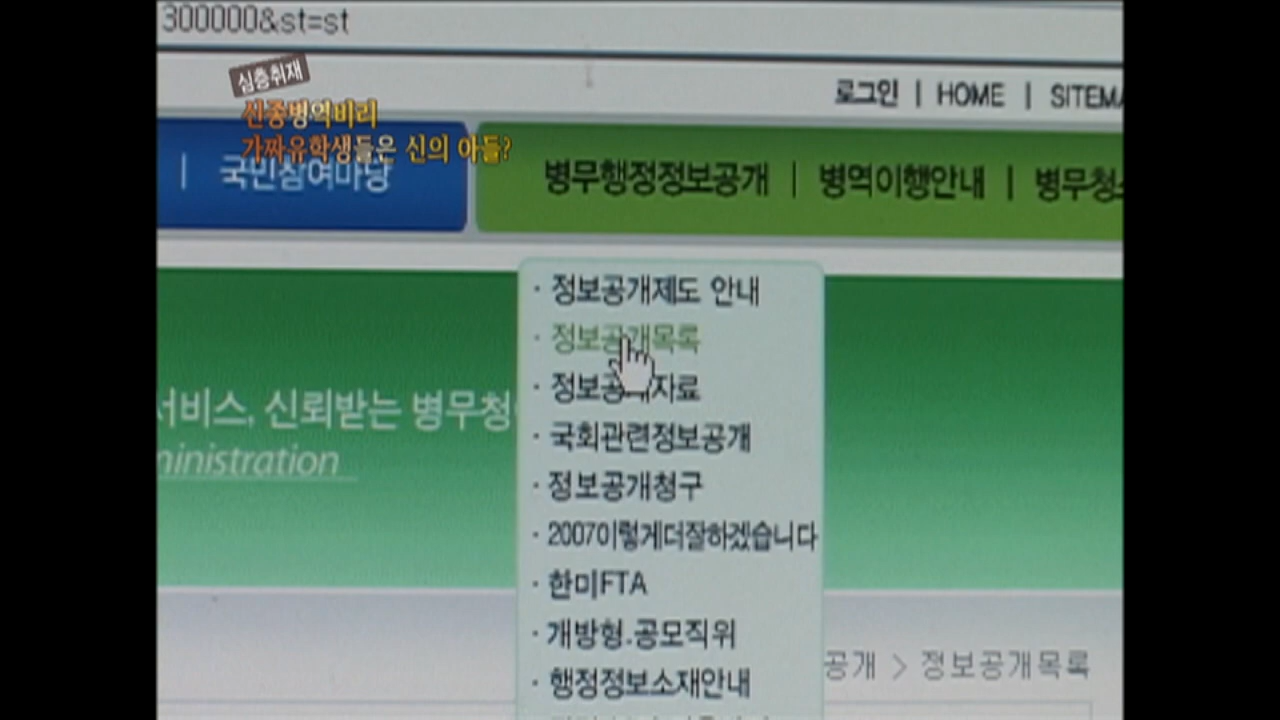 300000&st=st
심층취재
신종병역비리
가짜유학생들은 신의 아들?
로그인 | HOME | SITEMA
| 국민참여마당
병무행정정보공개 | 병역이행안내 | 병무청소
· 정보공개제도 안내
· 정보공개목록
· 정보공개자료
서비스, 신뢰받는 병무청
ministration
· 국회관련정보공개
· 정보공개청구
· 2007이렇게더잘하겠습니다
· 한미FTA
· 개방형.공모직위
공개 > 정보공개목록
· 행정정보소재안내